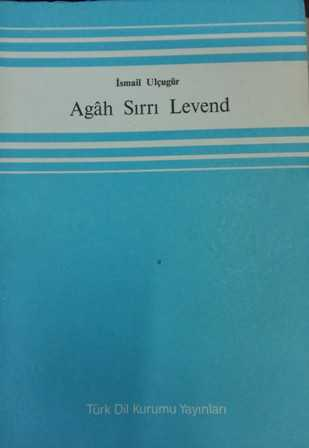 İsmail Ulçugür
Agâh Sırrı Levend
Türk Dil Kurumu Yayınları